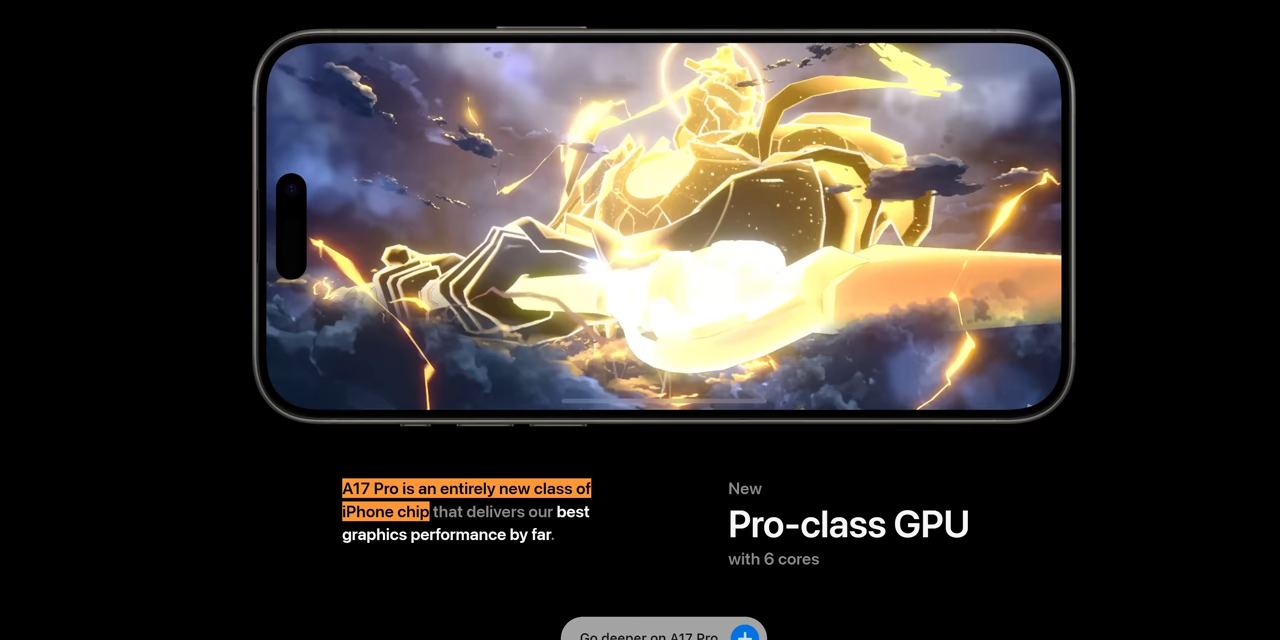 A17 Pro is an entirely new class of
iPhone chip that delivers our best
graphics performance by far.
New
Pro-class GPU
with 6 cores
Go deeper on A17 Pro